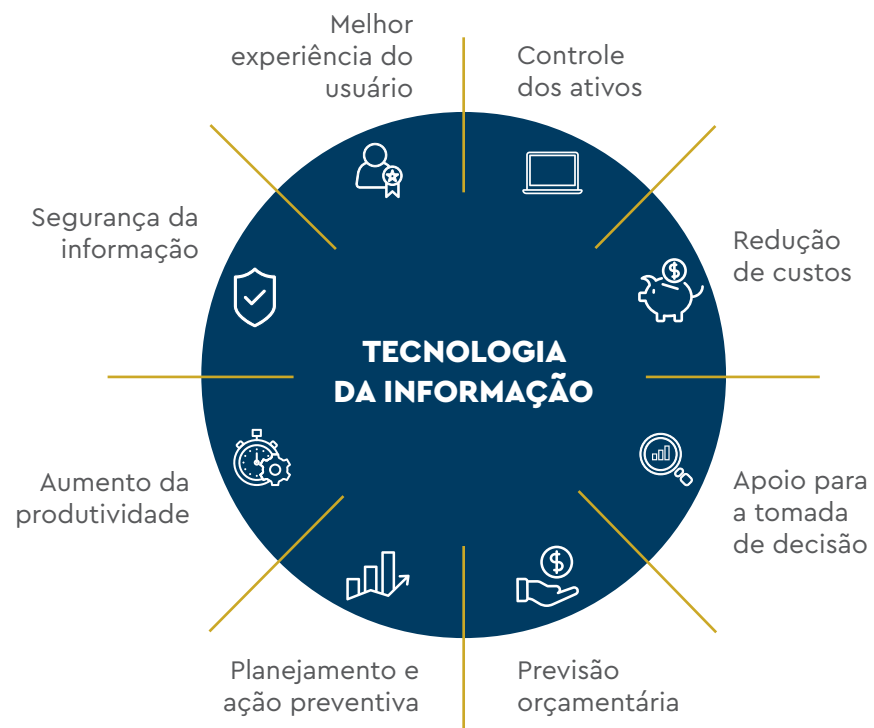 Melhor
experiência do
usuário
Controle
dos ativos
Segurança da
informação
Redução
de custos
TECNOLOGIA
DA INFORMAÇÃO
Aumento da
produtividade
Apoio para
a tomada
de decisão
Planejamento e
ação preventiva
Previsão
orçamentária